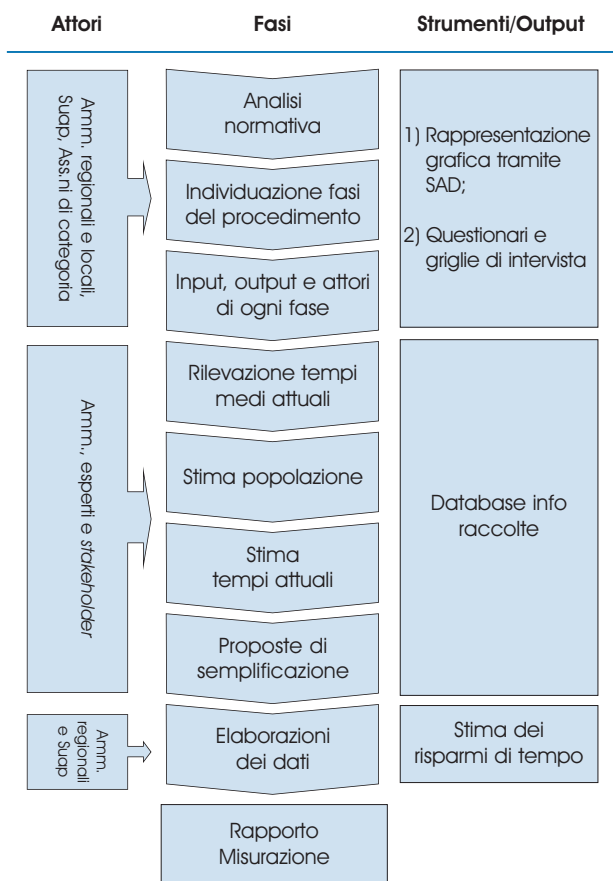 Attori
Fasi
Strumenti/Output
Amm. regionali e locali,
Suap, Ass.ni di categoria
Analisi
normativa
Individuazione fasi
del procedimento
Input, output e attori
di ogni fase
1) Rappresentazione
grafica tramite
SAD;
2) Questionari e
griglie di intervista
Amm., esperti e stakeholder
Rilevazione tempi
medi attuali
Stima popolazione
Stima
tempi attuali
Proposte di
semplificazione
Database info
raccolte
Amm.
regionali
e Suap
Elaborazioni
dei dati
Stima dei
risparmi di tempo
Rapporto
Misurazione